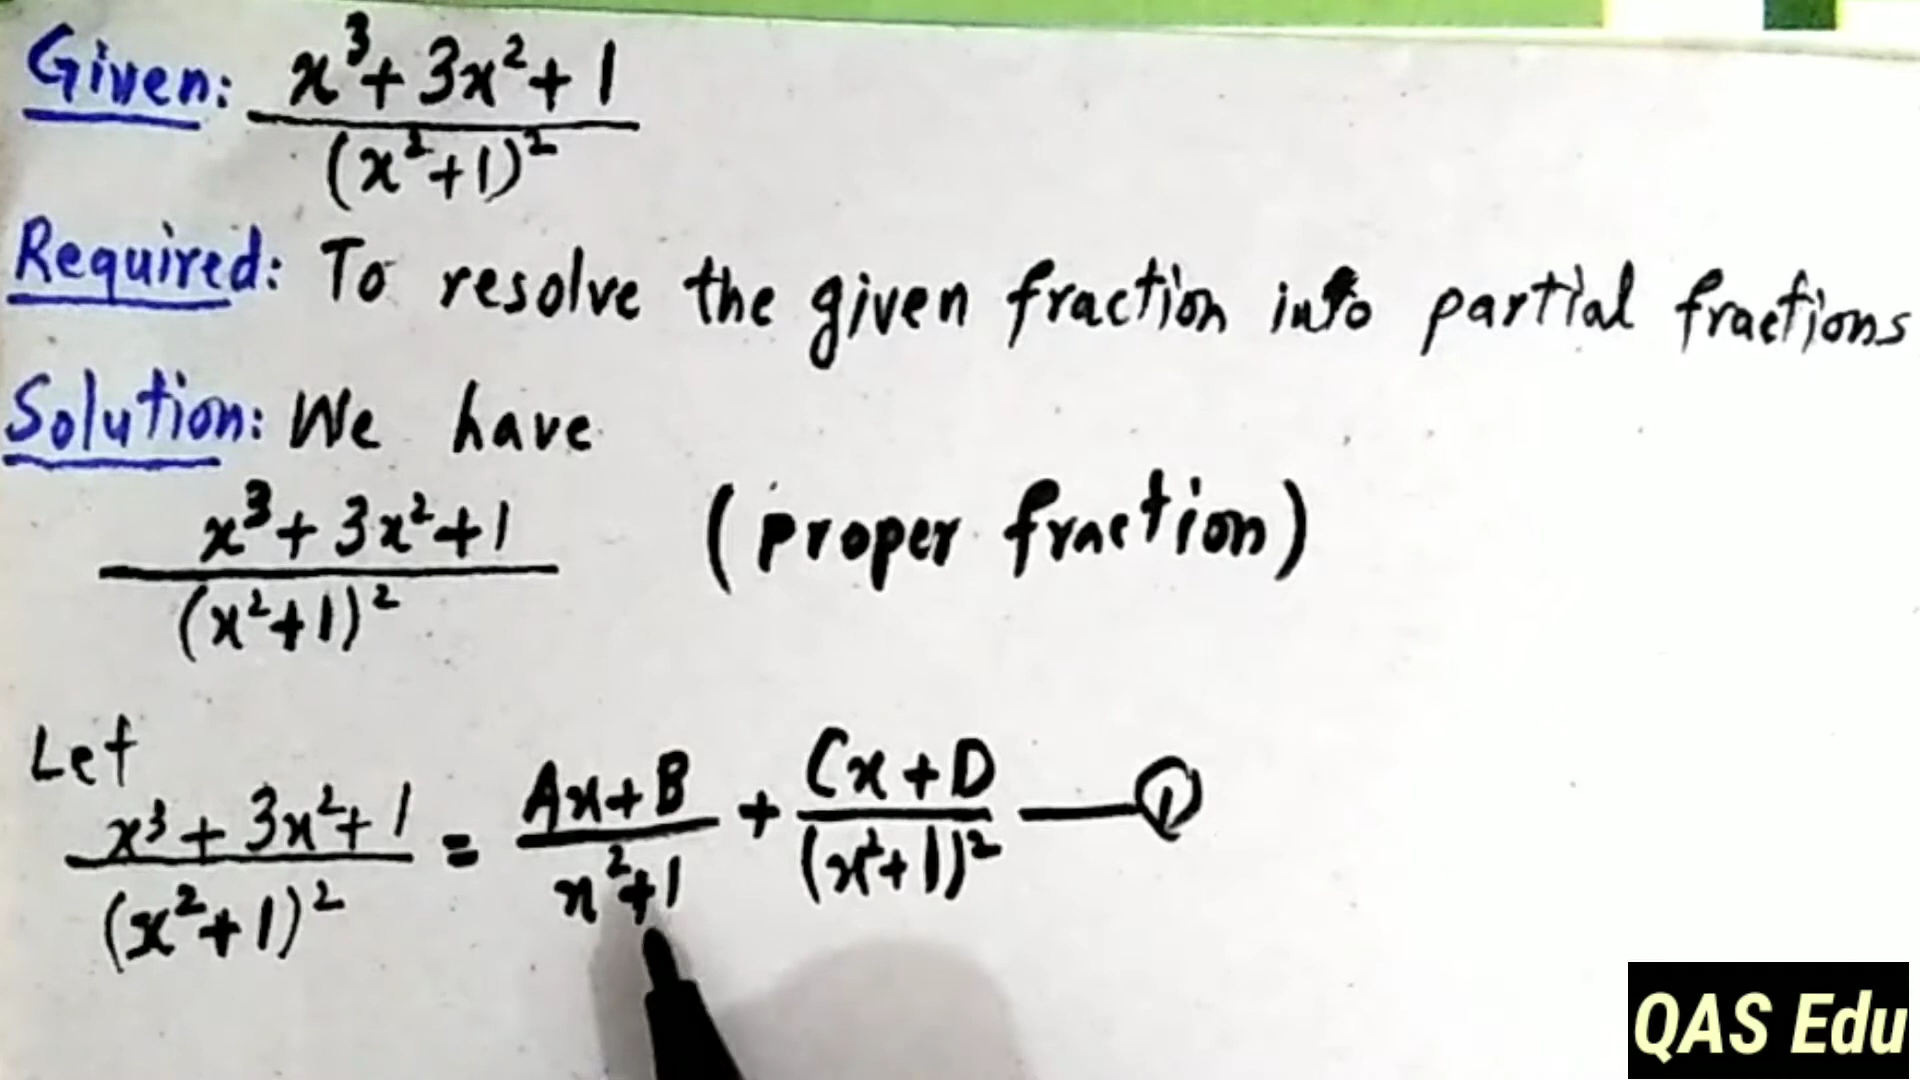 Given: x³ + 3x² + 1 / (x² + 1)²
Required: To resolve the given fraction into partial fractions
Solution: We have
x³ + 3x² + 1 / (x² + 1)² (proper fraction)
Let
x³ + 3x² + 1 / (x² + 1)² = Ax + B / x² + 1 + Cx + D / (x² + 1)² — ①
QAS Edu